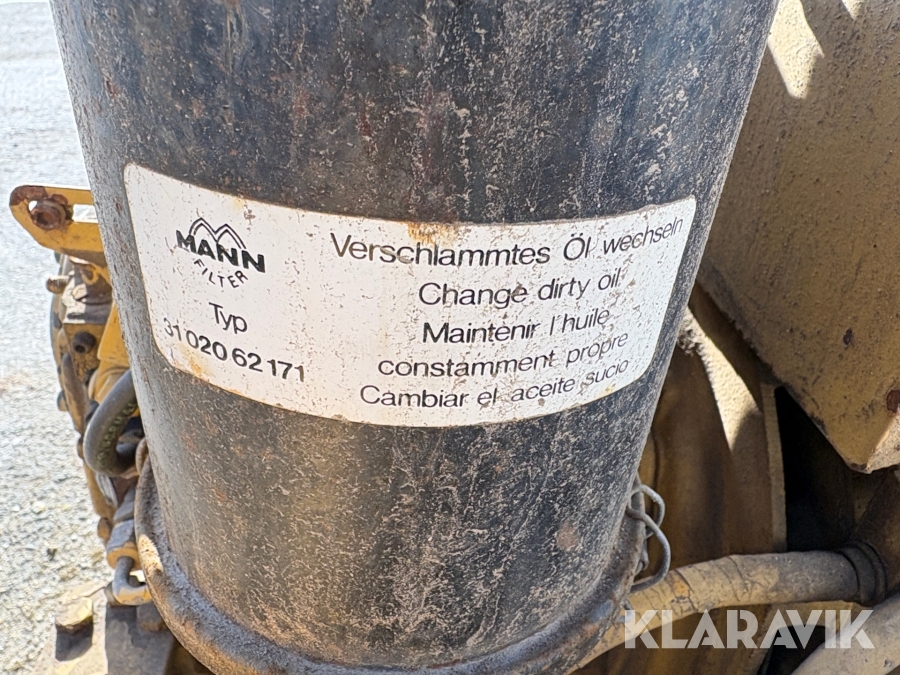 MANN
FILTER
Typ
31 020 62 171
Verschlammtes Öl wechseln
Change dirty oil
Maintenir l'huile
constamment propre
Cambiar el aceite sucio
KLARAVIK